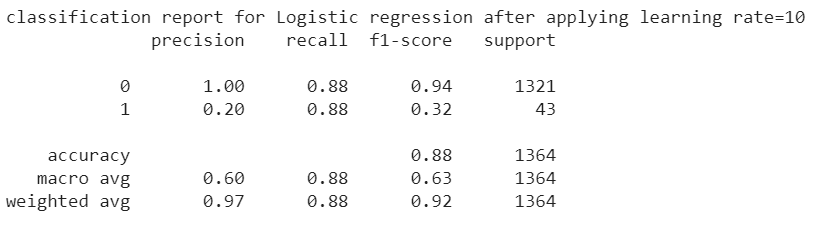 classification report for Logistic regression after applying learning rate=10
precision recall f1-score support
0 1.00 0.88 0.94 1321
1 0.20 0.88 0.32 43
accuracy 0.88 1364
macro avg 0.60 0.88 0.63 1364
weighted avg 0.97 0.88 0.92 1364